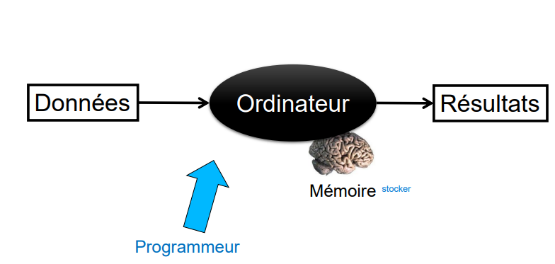 Données
Ordinateur
Résultats
Mémoire stocker
Programmeur